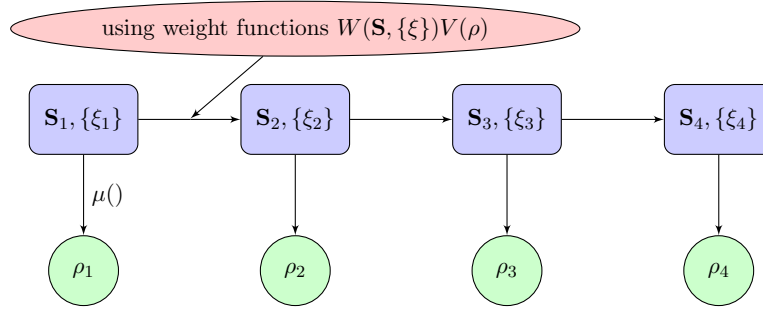 using weight functions W(S, {ξ})V(ρ)
S₁, {ξ₁}
S₂, {ξ₂}
S₃, {ξ₃}
S₄, {ξ₄}
μ()
ρ₁
ρ₂
ρ₃
ρ₄